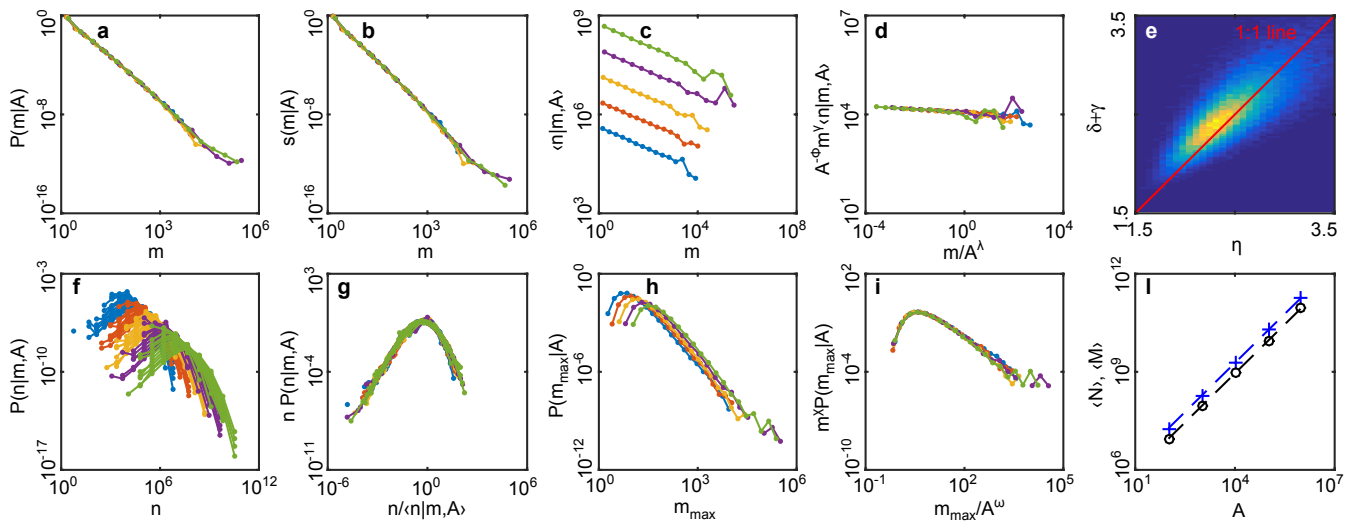 a
P(m|A)
10^0
10^-8
10^-16
10^0
10^3
10^6
m
b
s(m|A)
10^0
10^-8
10^-16
10^0
10^3
10^6
m
c
‹n|m,A›
10^9
10^6
10^3
10^0
10^4
10^8
m
d
A^-Φ m^γ ‹n|m,A›
10^7
10^4
10^1
10^-4
10^0
10^4
m/A^λ
e
1:1 line
δ+γ
3.5
1.5
1.5
3.5
η
f
P(n|m,A)
10^-3
10^-10
10^-17
10^0
10^6
10^12
n
g
n P(n|m,A)
10^3
10^-4
10^-11
10^-6
10^0
10^6
n/‹n|m,A›
h
P(m_max|A)
10^0
10^-6
10^-12
10^0
10^3
10^6
m_max
i
m^χ P(m_max|A)
10^2
10^-4
10^-10
10^-1
10^2
10^5
m_max/A^ω
l
‹N›, ‹M›
10^12
10^9
10^6
10^1
10^4
10^7
A